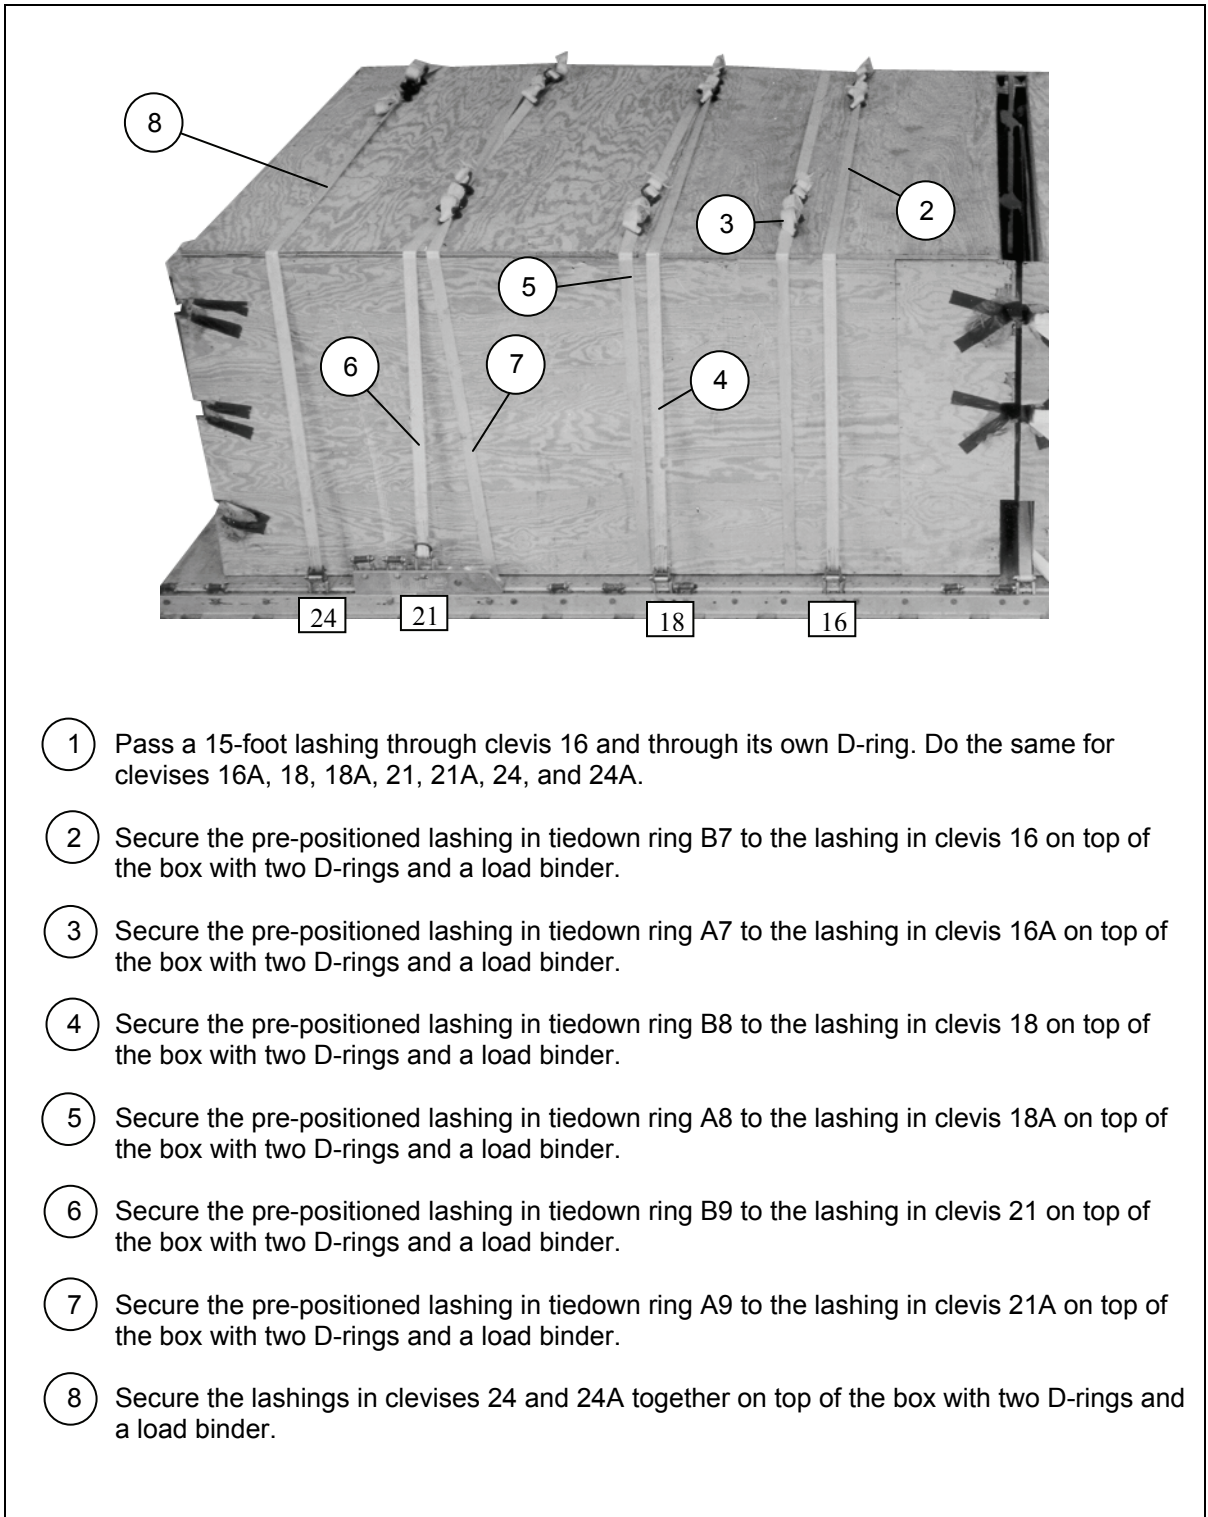 8
3
2
5
6
7
4
24
21
18
16
1 Pass a 15-foot lashing through clevis 16 and through its own D-ring. Do the same for
clevises 16A, 18, 18A, 21, 21A, 24, and 24A.
2 Secure the pre-positioned lashing in tiedown ring B7 to the lashing in clevis 16 on top of
the box with two D-rings and a load binder.
3 Secure the pre-positioned lashing in tiedown ring A7 to the lashing in clevis 16A on top of
the box with two D-rings and a load binder.
4 Secure the pre-positioned lashing in tiedown ring B8 to the lashing in clevis 18 on top of
the box with two D-rings and a load binder.
5 Secure the pre-positioned lashing in tiedown ring A8 to the lashing in clevis 18A on top of
the box with two D-rings and a load binder.
6 Secure the pre-positioned lashing in tiedown ring B9 to the lashing in clevis 21 on top of
the box with two D-rings and a load binder.
7 Secure the pre-positioned lashing in tiedown ring A9 to the lashing in clevis 21A on top of
the box with two D-rings and a load binder.
8 Secure the lashings in clevises 24 and 24A together on top of the box with two D-rings and
a load binder.